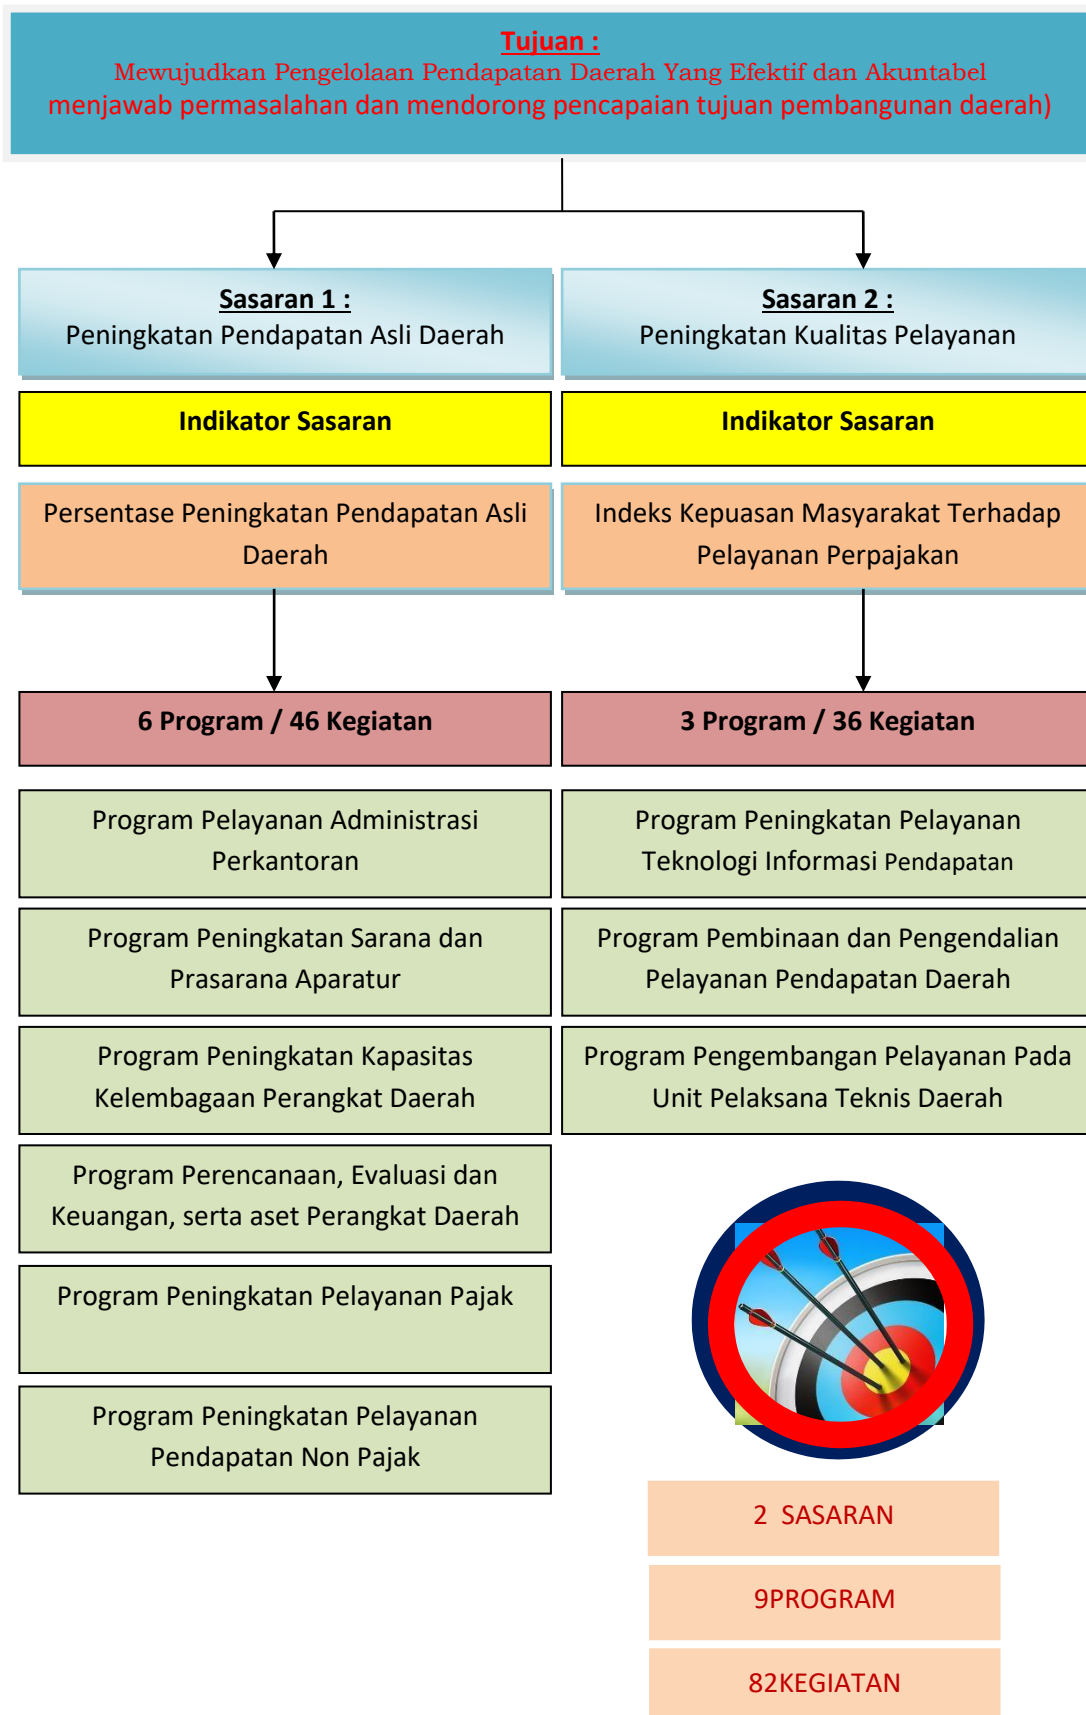 Tujuan :
Mewujudkan Pengelolaan Pendapatan Daerah Yang Efektif dan Akuntabel
menjawab permasalahan dan mendorong pencapaian tujuan pembangunan daerah)
Sasaran 1 :
Peningkatan Pendapatan Asli Daerah
Indikator Sasaran
Persentase Peningkatan Pendapatan Asli
Daerah
6 Program / 46 Kegiatan
Program Pelayanan Administrasi
Perkantoran
Program Peningkatan Sarana dan
Prasarana Aparatur
Program Peningkatan Kapasitas
Kelembagaan Perangkat Daerah
Program Perencanaan, Evaluasi dan
Keuangan, serta aset Perangkat Daerah
Program Peningkatan Pelayanan Pajak
Program Peningkatan Pelayanan
Pendapatan Non Pajak
Sasaran 2 :
Peningkatan Kualitas Pelayanan
Indikator Sasaran
Indeks Kepuasan Masyarakat Terhadap
Pelayanan Perpajakan
3 Program / 36 Kegiatan
Program Peningkatan Pelayanan
Teknologi Informasi Pendapatan
Program Pembinaan dan Pengendalian
Pelayanan Pendapatan Daerah
Program Pengembangan Pelayanan Pada
Unit Pelaksana Teknis Daerah
2 SASARAN
9PROGRAM
82KEGIATAN